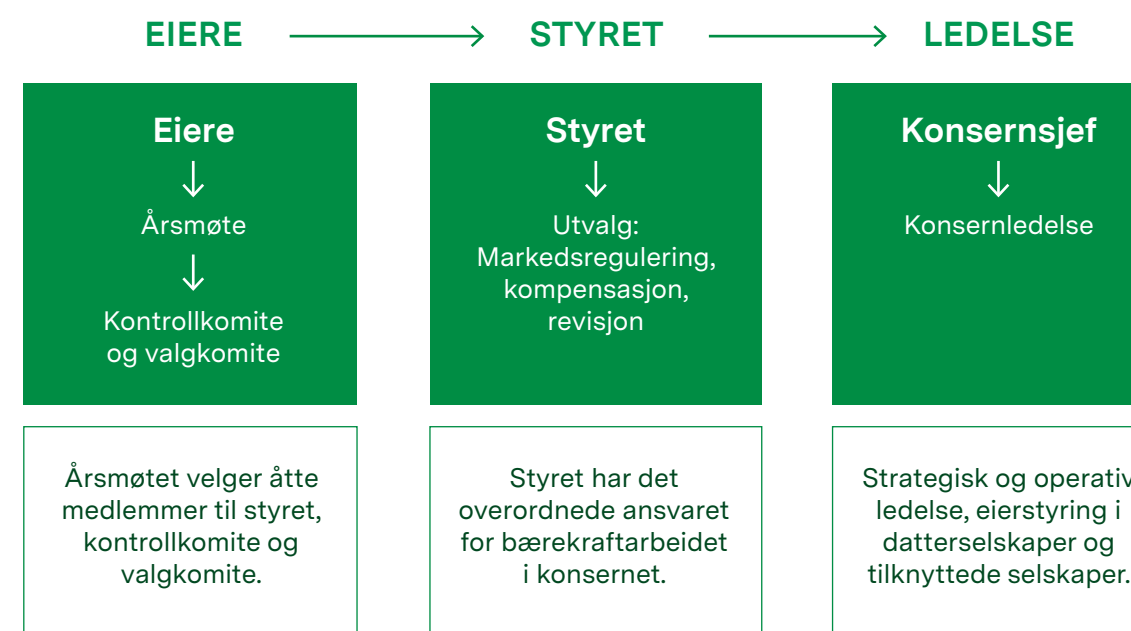 EIERE
STYRET
LEDELSE
Eiere
Årsmøte
Kontrollkomite
og valgkomite
Styret
Utvalg:
Markedsregulering,
kompensasjon,
revisjon
Konsernsjef
Konsernledelse
Årsmøtet velger åtte
medlemmer til styret,
kontrollkomite og
valgkomite.
Styret har det
overordnede ansvaret
for bærekraftarbeidet
i konsernet.
Strategisk og operativ
ledelse, eierstyring i
datterselskaper og
tilknyttede selskaper.